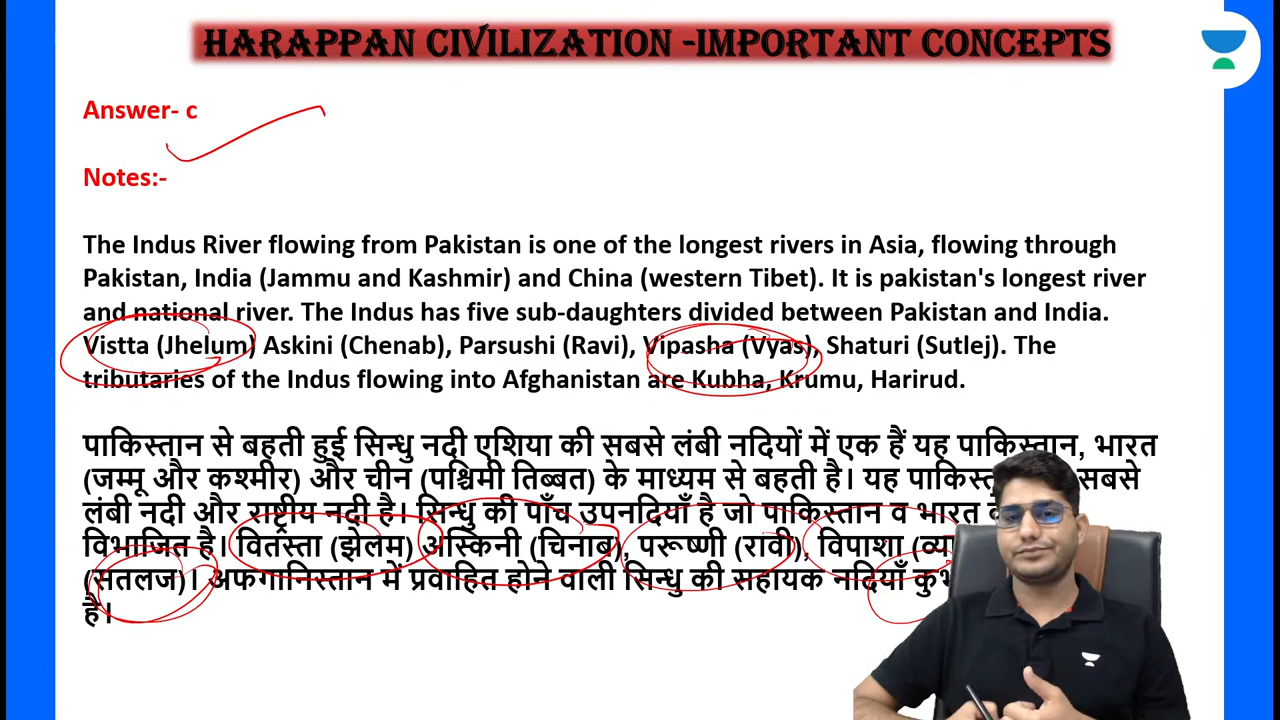 HARAPPAN CIVILIZATION -IMPORTANT CONCEPTS
Answer- c
Notes:-
The Indus River flowing from Pakistan is one of the longest rivers in Asia, flowing through
Pakistan, India (Jammu and Kashmir) and China (western Tibet). It is pakistan's longest river
and national river. The Indus has five sub-daughters divided between Pakistan and India.
Vistta (Jhelum) Askini (Chenab), Parsushi (Ravi), Vipasha (Vyas), Shaturi (Sutlej). The
tributaries of the Indus flowing into Afghanistan are Kubha, Krumu, Harirud.
पाकिस्तान से बहती हुई सिन्धु नदी एशिया की सबसे लंबी नदियों में एक हैं यह पाकिस्तान, भारत
(जम्मू और कश्मीर) और चीन (पश्चिमी तिब्बत) के माध्यम से बहती है। यह सबसे
लंबी नदी और राष्ट्रीय नदी है। सिन्धु की पाँच उपनदियाँ है जो पाकिस्तान व भारत
विभाजित है। वितस्ता (झेलम) अस्किनी (चिनाब), परूष्णी (रावी), विपाशा
(सतलज)। अफगानिस्तान में प्रवाहित होने वाली सिन्धु की सहायक नदियाँ
है।